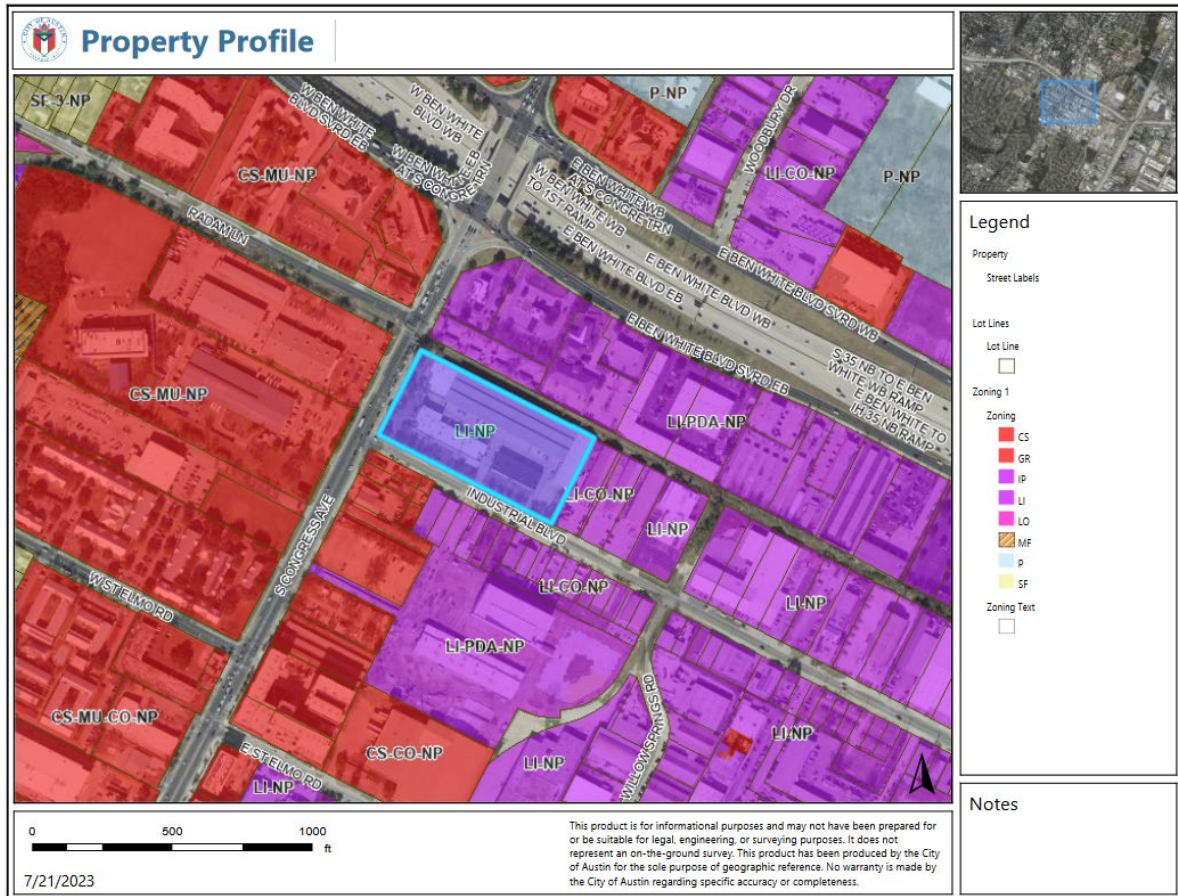 Property Profile
SF-3-NP
W BEN WHITE
BLVD SVRD EB
W BEN WHITE
BLVD WB
P-NP
WOODBURY DR
CS-MU-NP
LI-CO-NP
P-NP
E BEN WHITE WB
AT S CONGRE TRN
W BEN WHITE WB
TO 1ST RAMP
RADAM LN
E BEN WHITE BLVD WB
E BEN WHITE BLVD EB
E BEN WHITE BLVD SVRD WB
E BEN WHITE BLVD SVRD EB
S 35 NB TO E BEN
WHITE WB RAMP
E BEN WHITE TO
IH 35 NB RAMP
CS-MU-NP
LI-PDA-NP
LI-NP
LI-CO-NP
LI-NP
INDUSTRIAL BLVD
S CONGRESS AVE
LI-CO-NP
LI-NP
W ST ELMO RD
LI-PDA-NP
WILLOW SPRINGS RD
CS-MU-CO-NP
CS-CO-NP
LI-NP
LI-NP
E ST ELMO RD
LI-NP
Legend
Property
Street Labels
Lot Lines
Lot Line
Zoning 1
Zoning
CS
GR
IP
LI
LO
MF
P
SF
Zoning Text
Notes
0 500 1000
ft
7/21/2023
This product is for informational purposes and may not have been prepared for
or be suitable for legal, engineering, or surveying purposes. It does not
represent an on-the-ground survey. This product has been produced by the City
of Austin for the sole purpose of geographic reference. No warranty is made by
the City of Austin regarding specific accuracy or completeness.